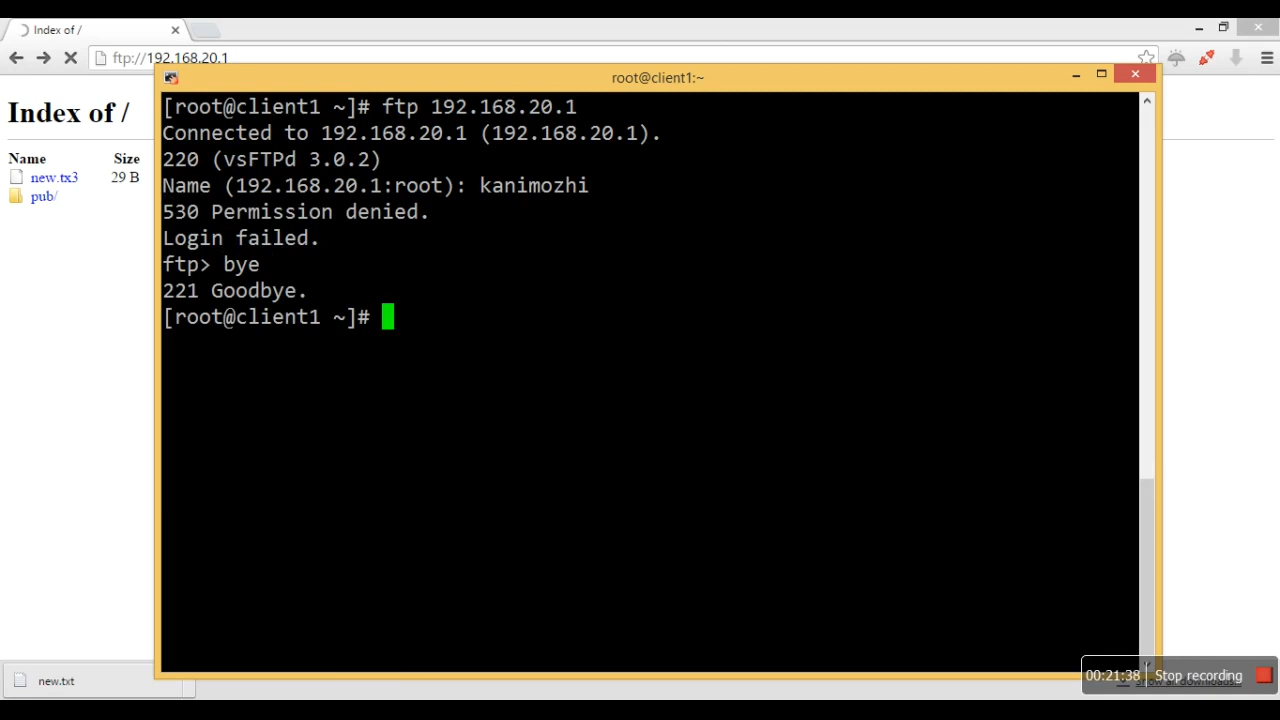 Index of /
ftp://192.168.20.1
root@client1:~
Index of /
Name Size
new.tx3 29 B
pub/
[root@client1 ~]# ftp 192.168.20.1
Connected to 192.168.20.1 (192.168.20.1).
220 (vsFTPd 3.0.2)
Name (192.168.20.1:root): kanimozhi
530 Permission denied.
Login failed.
ftp> bye
221 Goodbye.
[root@client1 ~]#
new.txt
00:21:38 Stop recording
Show all downloads...